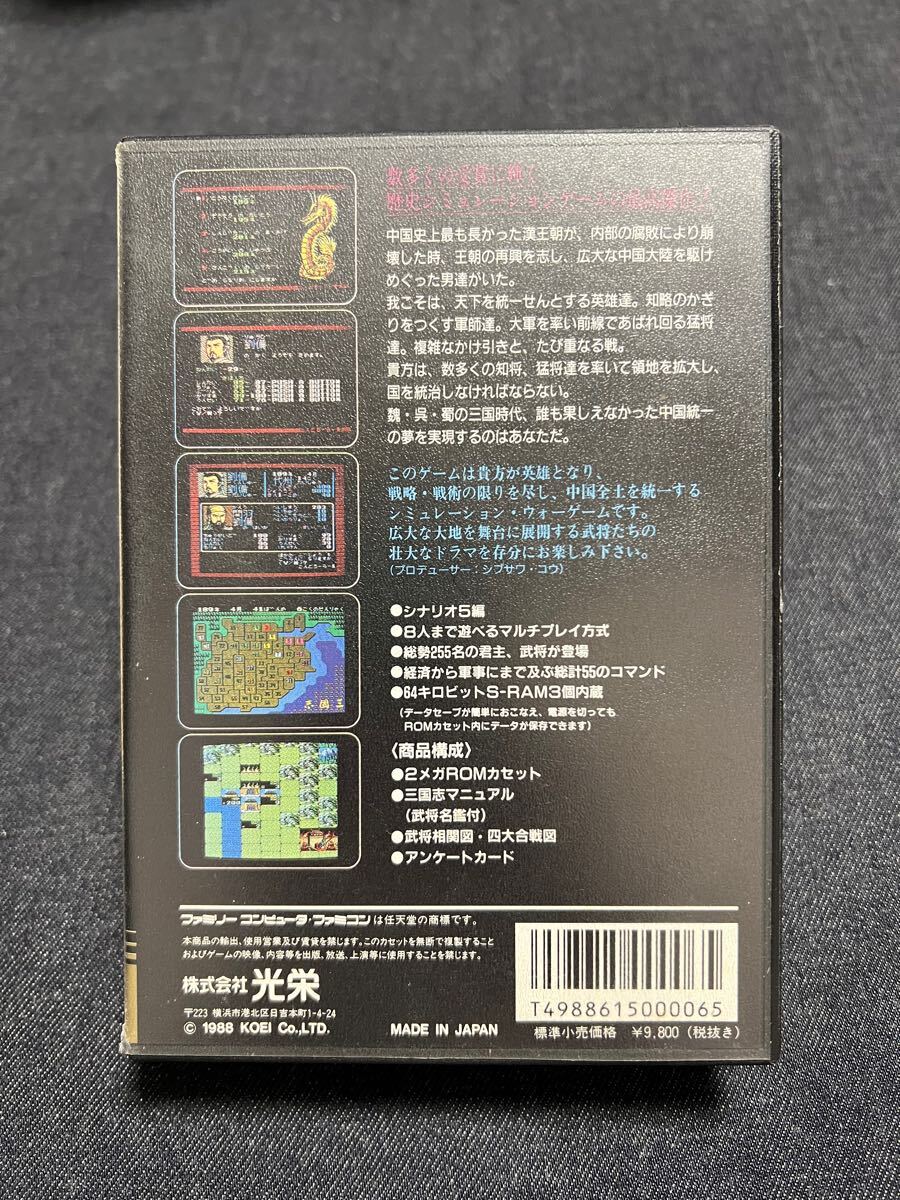 数多くの受賞に輝く
歴史シミュレーションゲームの最高傑作！
中国史上最も長かった漢王朝が、内部の腐敗により崩
壊した時、王朝の再興を志し、広大な中国大陸を駆け
めぐった男達がいた。
我こそは、天下を統一せんとする英雄達。知略のかぎ
りをつくす軍師達。大軍を率い前線であばれ回る猛将
達。複雑なかけ引きと、たび重なる戦。
貴方は、数多くの知将、猛将達を率いて領地を拡大し、
国を統治しなければならない。
魏・呉・蜀の三国時代、誰も果しえなかった中国統一
の夢を実現するのはあなただ。
このゲームは貴方が英雄となり、
戦略・戦術の限りを尽し、中国全土を統一する
シミュレーション・ウォーゲームです。
広大な大地を舞台に展開する武将たちの
壮大なドラマを存分にお楽しみ下さい。
(プロデューサー：シブサワ・コウ)
●シナリオ5編
●8人まで遊べるマルチプレイ方式
●総勢255名の君主、武将が登場
●経済から軍事にまで及ぶ総計55のコマンド
●64キロビットS-RAM3個内蔵
(データセーブが簡単におこなえ、電源を切っても
ROMカセット内にデータが保存できます)
〈商品構成〉
●2メガROMカセット
●三国志マニュアル
(武将名鑑付)
●武将相関図・四大合戦図
●アンケートカード
劉備
189年 4月
ファミリーコンピュータ・ファミコンは任天堂の商標です。
本商品の輸出、使用営業及び賃貸を禁じます。このカセットを無断で複製すること
およびゲームの映像、内容等を出版、放送、上演等に使用することを禁じます。
株式会社 光栄
〒223 横浜市港北区日吉本町1-4-24
© 1988 KOEI Co.,LTD.
MADE IN JAPAN
T4988615000065
標準小売価格 ¥9,800 (税抜き)